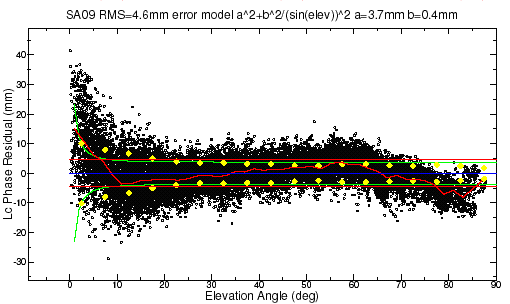 SA09 RMS=4.6mm error model a^2+b^2/(sin(elev))^2 a=3.7mm b=0.4mm
40
30
20
10
0
-10
-20
-30
Lc Phase Residual (mm)
0 10 20 30 40 50 60 70 80 90
Elevation Angle (deg)